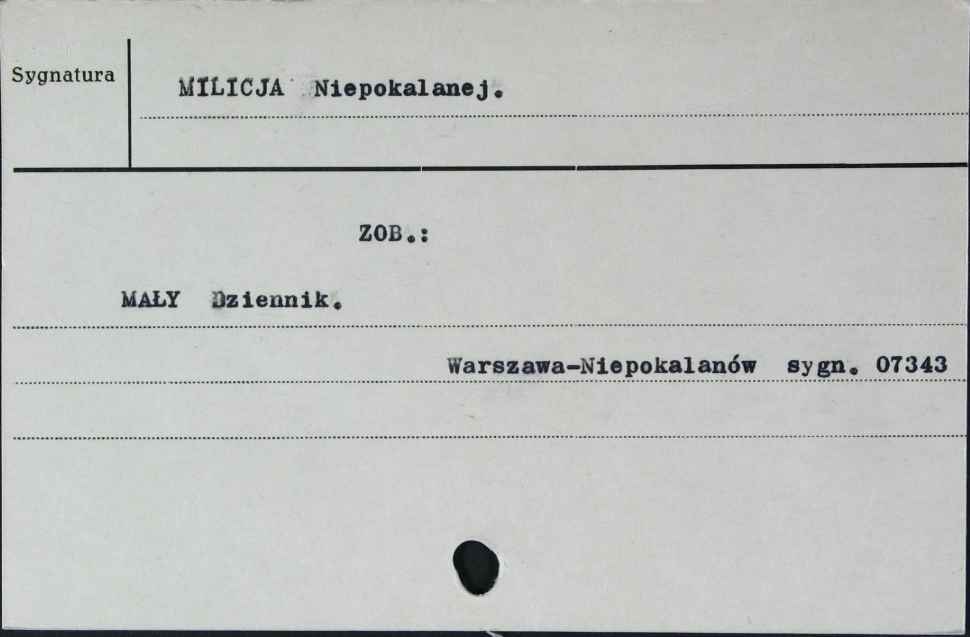 Sygnatura
MILICJA Niepokalanej.
ZOB.:
MAŁY Dziennik.
Warszawa-Niepokalanów sygn. 07343